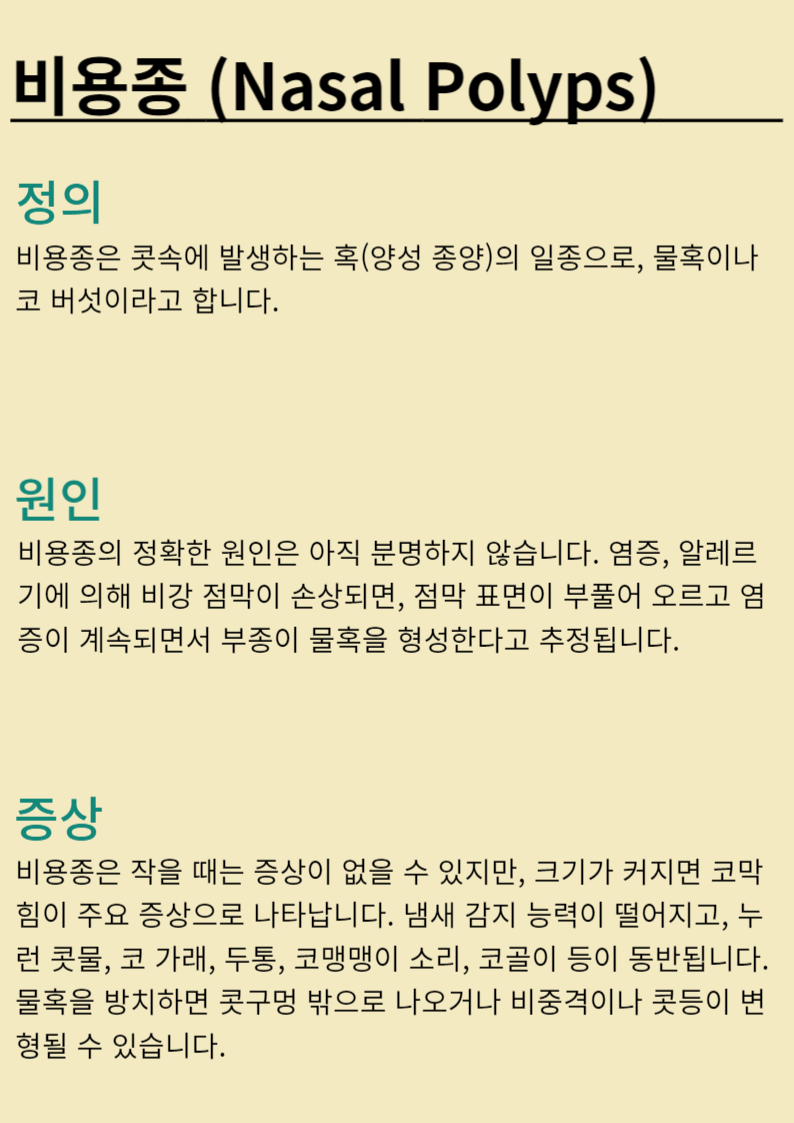 비용종 (Nasal Polyps)
정의
비용종은 콧속에 발생하는 혹(양성 종양)의 일종으로, 물혹이나
코 버섯이라고 합니다.
원인
비용종의 정확한 원인은 아직 분명하지 않습니다. 염증, 알레르
기에 의해 비강 점막이 손상되면, 점막 표면이 부풀어 오르고 염
증이 계속되면서 부종이 물혹을 형성한다고 추정됩니다.
증상
비용종은 작을 때는 증상이 없을 수 있지만, 크기가 커지면 코막
힘이 주요 증상으로 나타납니다. 냄새 감지 능력이 떨어지고, 누
런 콧물, 코 가래, 두통, 코맹맹이 소리, 코골이 등이 동반됩니다.
물혹을 방치하면 콧구멍 밖으로 나오거나 비중격이나 콧등이 변
형될 수 있습니다.